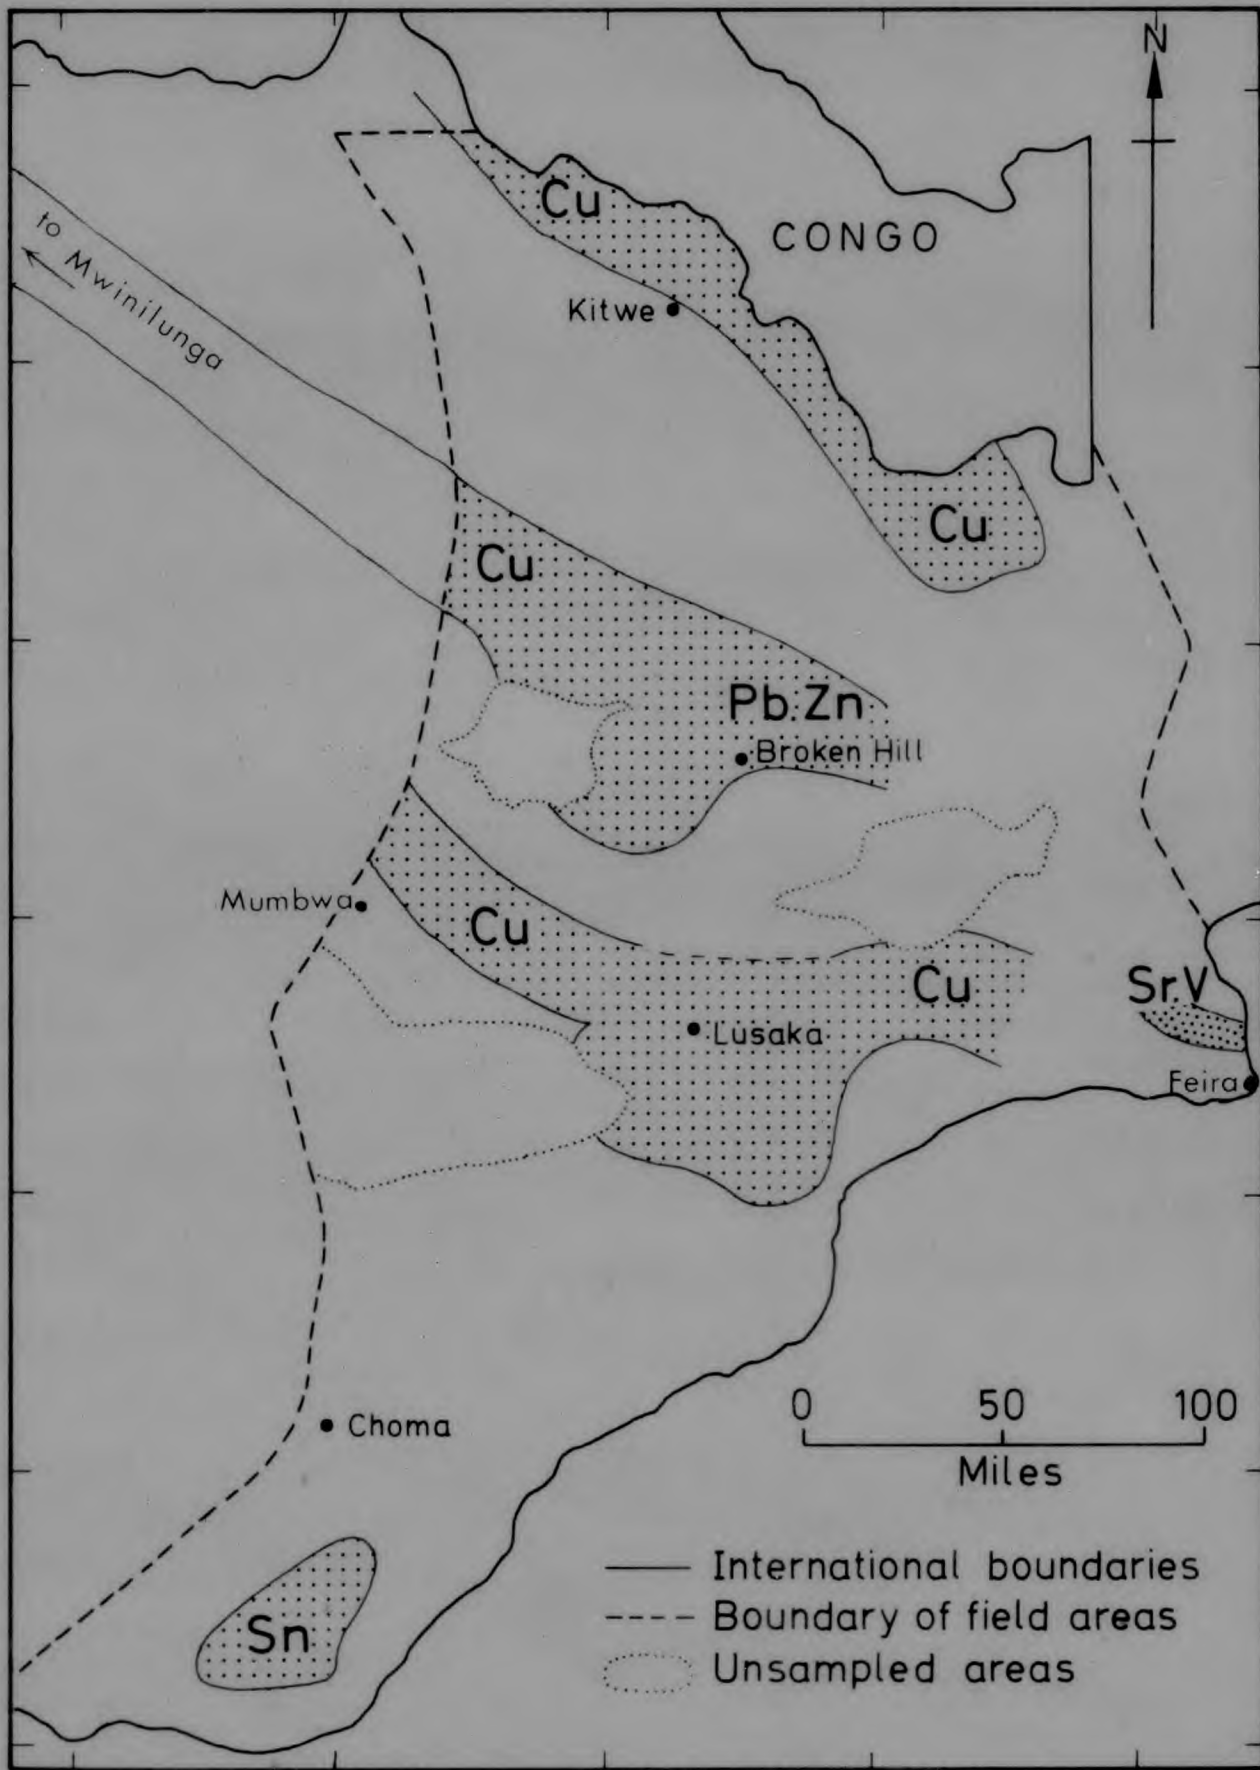 N
Cu
CONGO
to Mwinilunga
Kitwe
Cu
Cu
Pb.Zn
Broken Hill
Mumbwa
Cu
Cu
Sr.V
Lusaka
Feira
0 50 100
Miles
Choma
International boundaries
Boundary of field areas
Unsampled areas
Sn